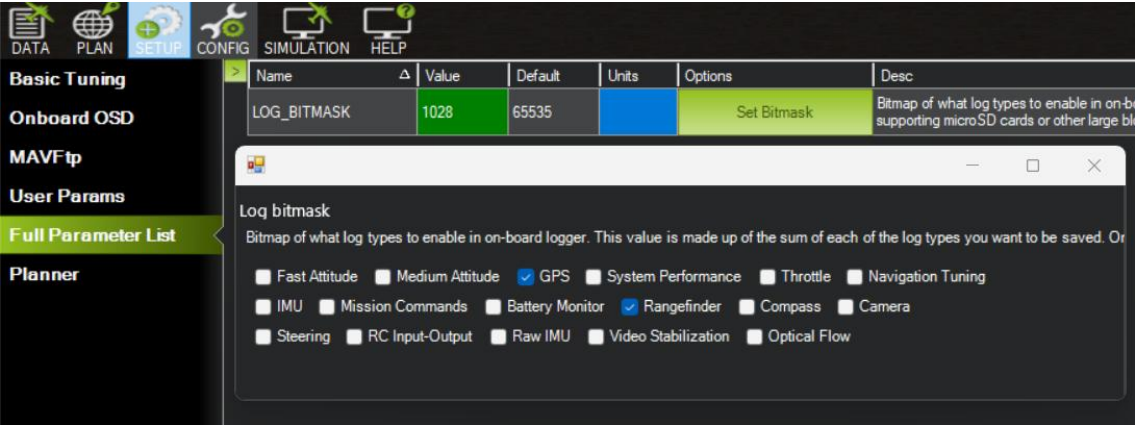 DATA PLAN SETUP CONFIG SIMULATION HELP
Basic Tuning
Onboard OSD
MAVFtp
User Params
Full Parameter List
Planner
> Name Value Default Units Options Desc
LOG_BITMASK 1028 65535 Set Bitmask Bitmap of what log types to enable in on-bo
supporting microSD cards or other large blo
Log bitmask
Bitmap of what log types to enable in on-board logger. This value is made up of the sum of each of the log types you want to be saved. On
Fast Attitude Medium Attitude GPS System Performance Throttle Navigation Tuning
IMU Mission Commands Battery Monitor Rangefinder Compass Camera
Steering RC Input-Output Raw IMU Video Stabilization Optical Flow